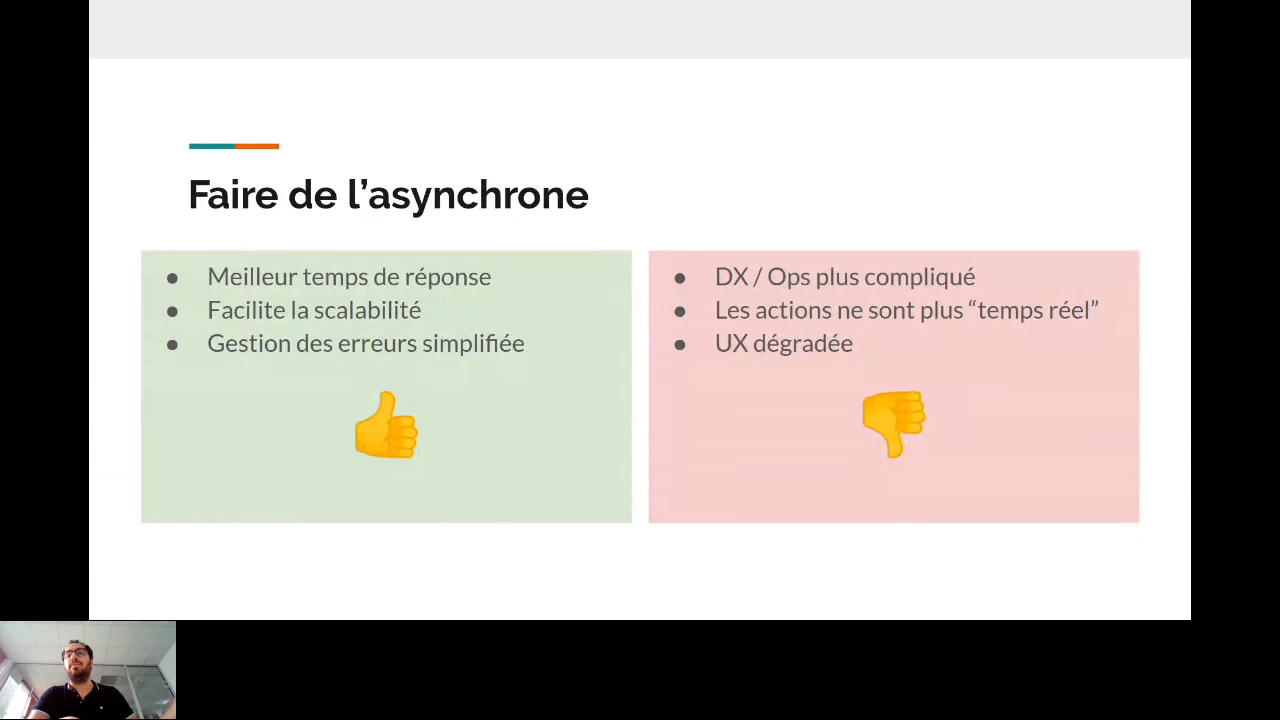 Faire de l’asynchrone
● Meilleur temps de réponse
● Facilite la scalabilité
● Gestion des erreurs simplifiée
● DX / Ops plus compliqué
● Les actions ne sont plus “temps réel”
● UX dégradée